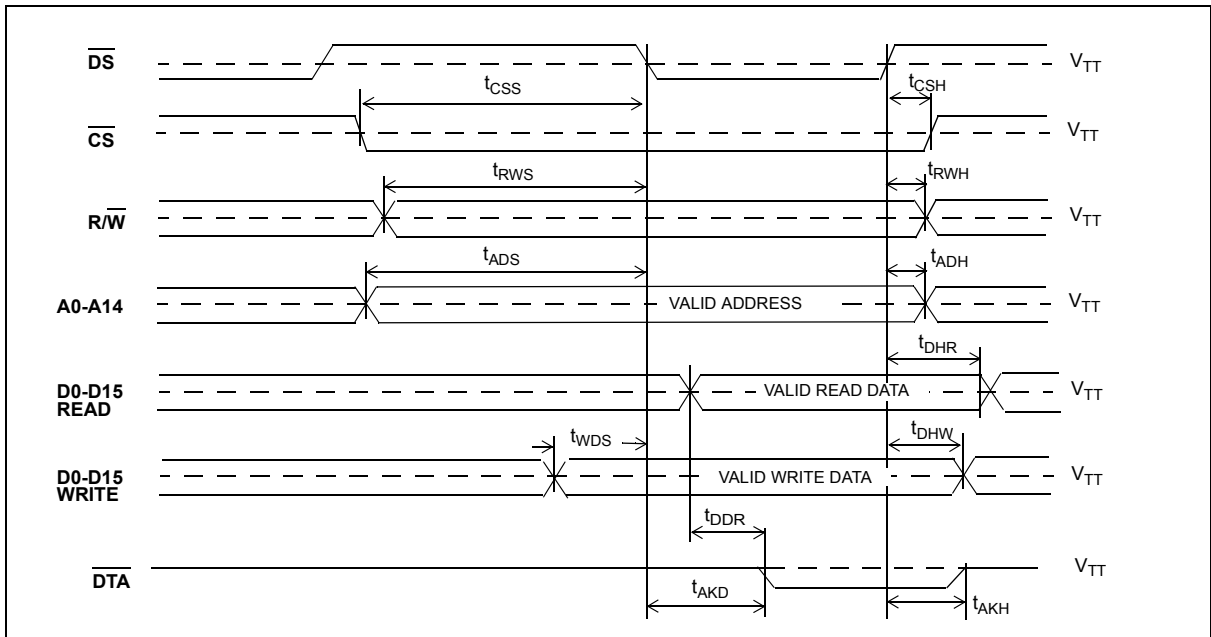 DS
VTT
tCSS
tCSH
CS
VTT
tRWS
tRWH
R/W
VTT
tADS
tADH
A0-A14
VALID ADDRESS
VTT
tDHR
D0-D15
READ
VALID READ DATA
VTT
tWDS
tDHW
D0-D15
WRITE
VALID WRITE DATA
VTT
tDDR
DTA
VTT
tAKD
tAKH